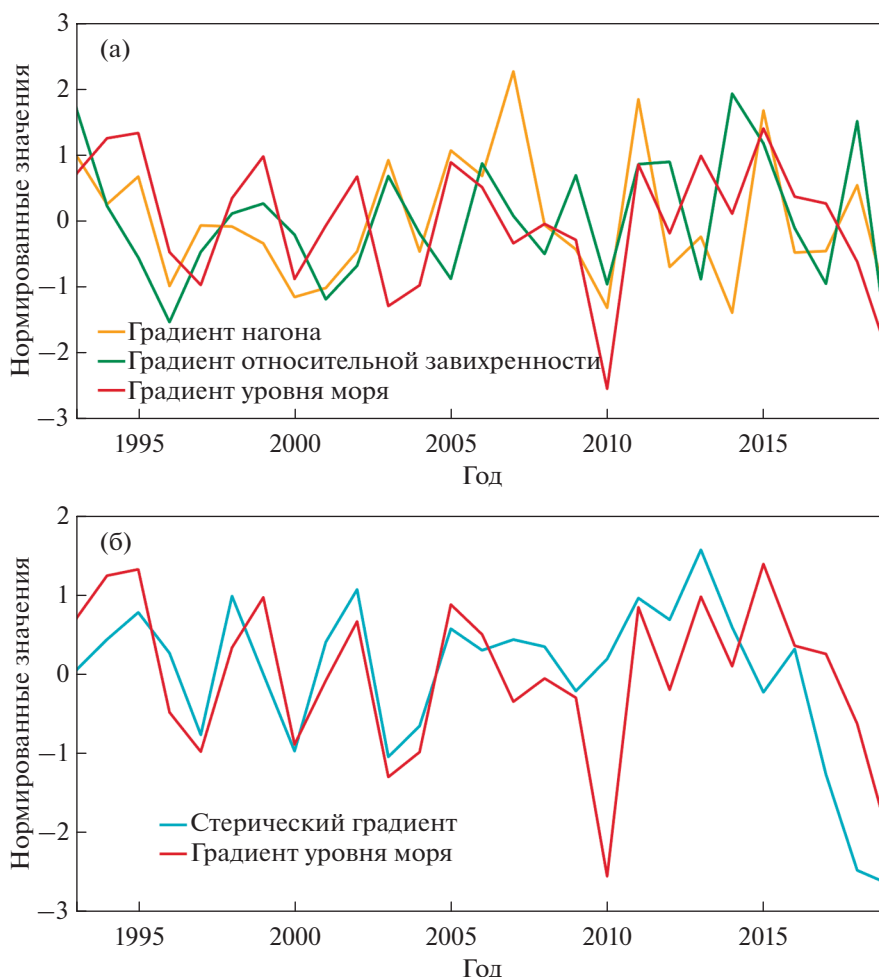 (а)
Нормированные значения
3
2
1
0
−1
−2
−3
Градиент нагона
Градиент относительной завихренности
Градиент уровня моря
1995 2000 2005 2010 2015
Год
(б)
Нормированные значения
2
1
0
−1
−2
−3
Стерический градиент
Градиент уровня моря
1995 2000 2005 2010 2015
Год